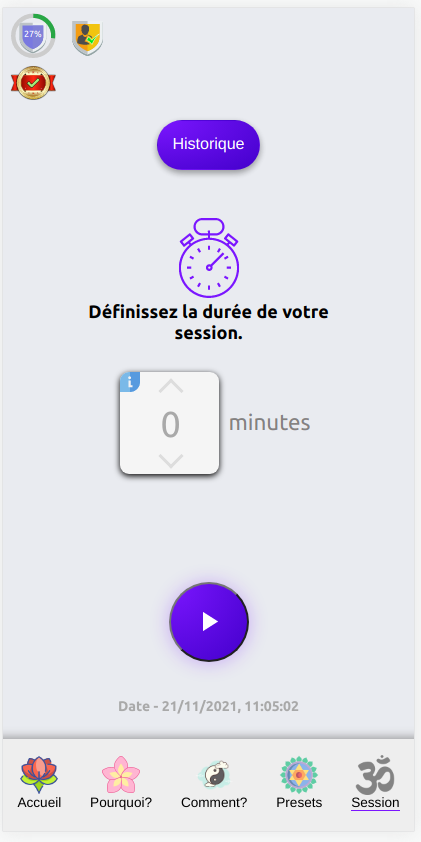 27%
Historique
Définissez la durée de votre
session.
i
0 minutes
Date - 21/11/2021, 11:05:02
Accueil Pourquoi? Comment? Presets Session